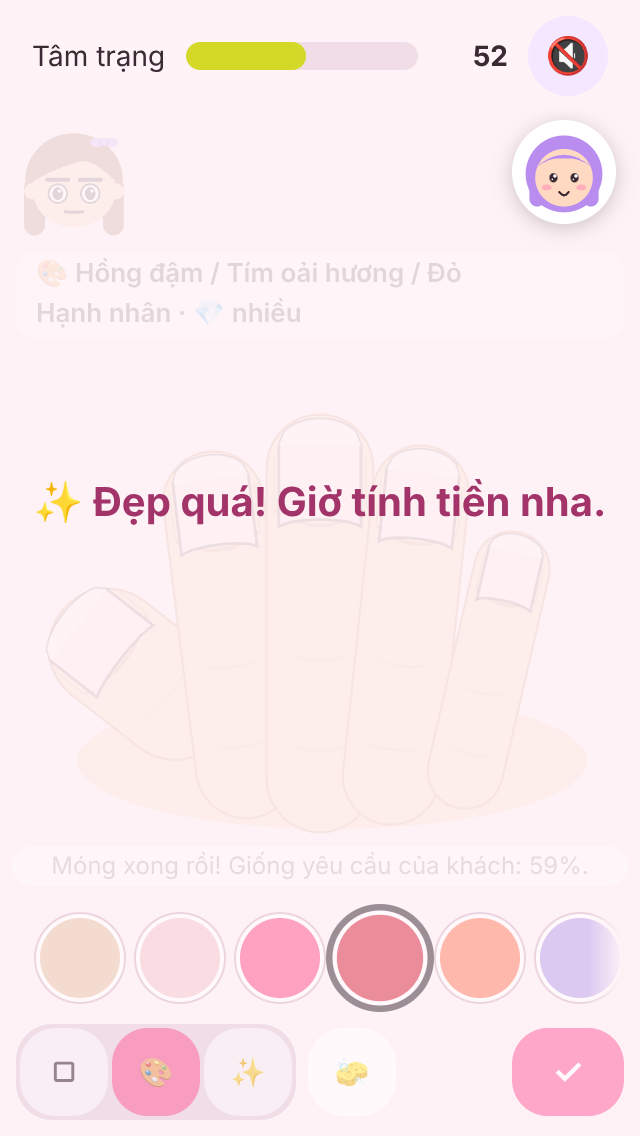 Tâm trạng 52
🎨 Hồng đậm / Tím oải hương / Đỏ
Hạnh nhân · 💎 nhiều
✨ Đẹp quá! Giờ tính tiền nha.
Móng xong rồi! Giống yêu cầu của khách: 59%.